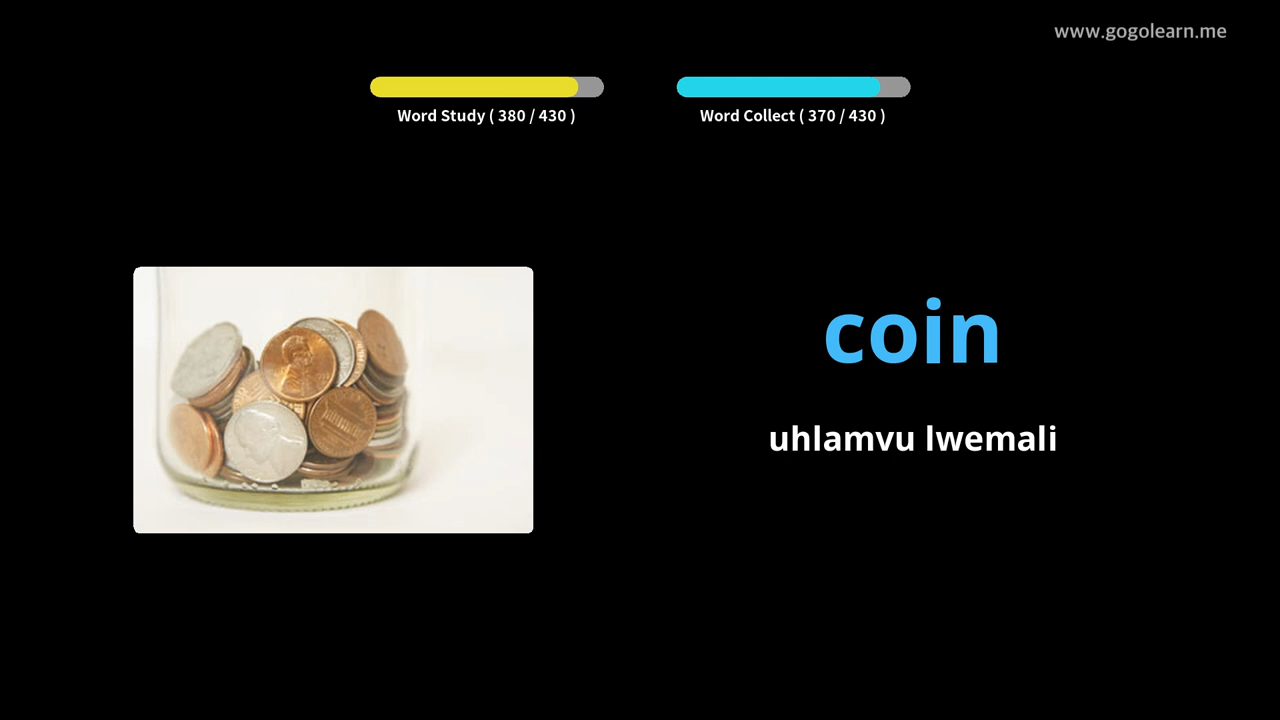 www.gogolearn.me
Word Study ( 380 / 430 )
Word Collect ( 370 / 430 )
coin
uhlamvu lwemali